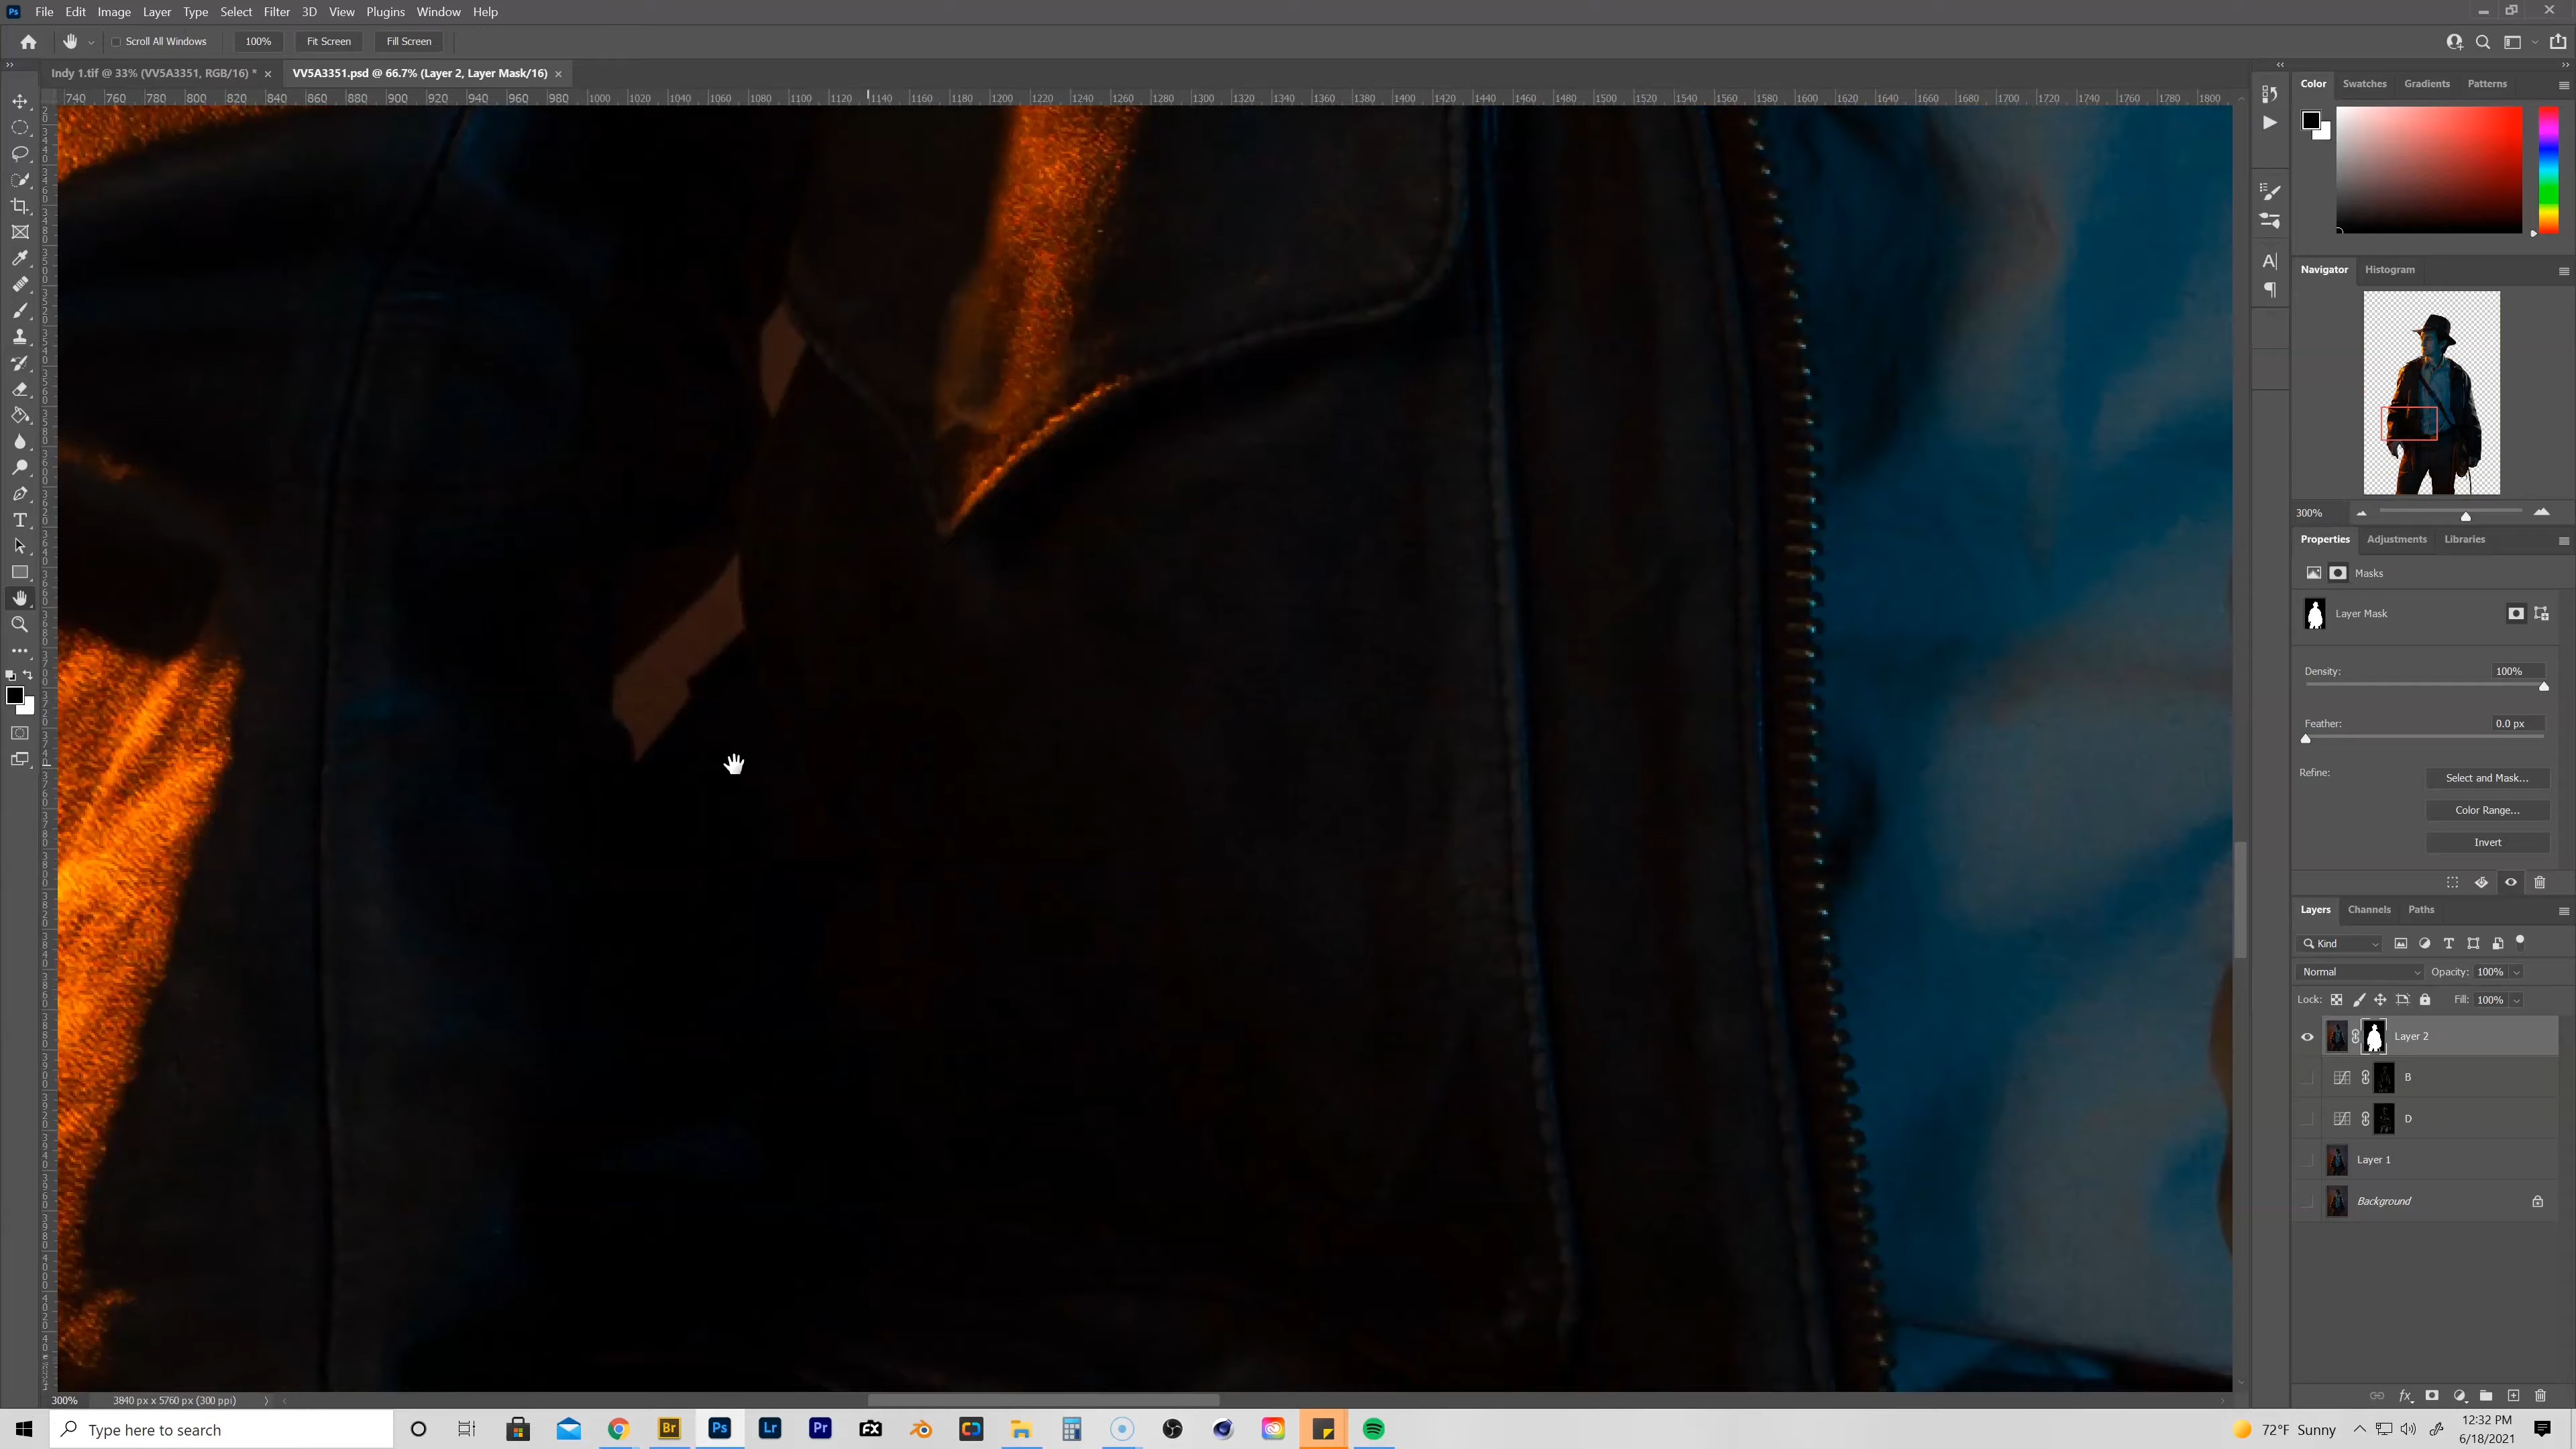 Ps File Edit Image Layer Type Select Filter 3D View Plugins Window Help
Scroll All Windows 100% Fit Screen Fill Screen
Indy 1.tif @ 33% (VV5A3351, RGB/16) * × VV5A3351.psd @ 66.7% (Layer 2, Layer Mask/16) ×
740 760 780 800 820 840 860 880 900 920 940 960 980 1000 1020 1040 1060 1080 1100 1120 1140 1160 1180 1200 1220 1240 1260 1280 1300 1320 1340 1360 1380 1400 1420 1440 1460 1480 1500 1520 1540 1560 1580 1600 1620 1640 1660 1680 1700 1720 1740 1760 1780 1800
Color Swatches Gradients Patterns
Navigator Histogram
300%
Properties Adjustments Libraries
Masks
Layer Mask
Density: 100%
Feather: 0.0 px
Refine: Select and Mask...
Color Range...
Invert
Layers Channels Paths
Kind
Normal Opacity: 100%
Lock: Fill: 100%
Layer 2
B
D
Layer 1
Background
300% 3840 px x 5760 px (300 ppi)
Type here to search
Br Ps Lr Pr FX
72°F Sunny
12:32 PM
6/18/2021